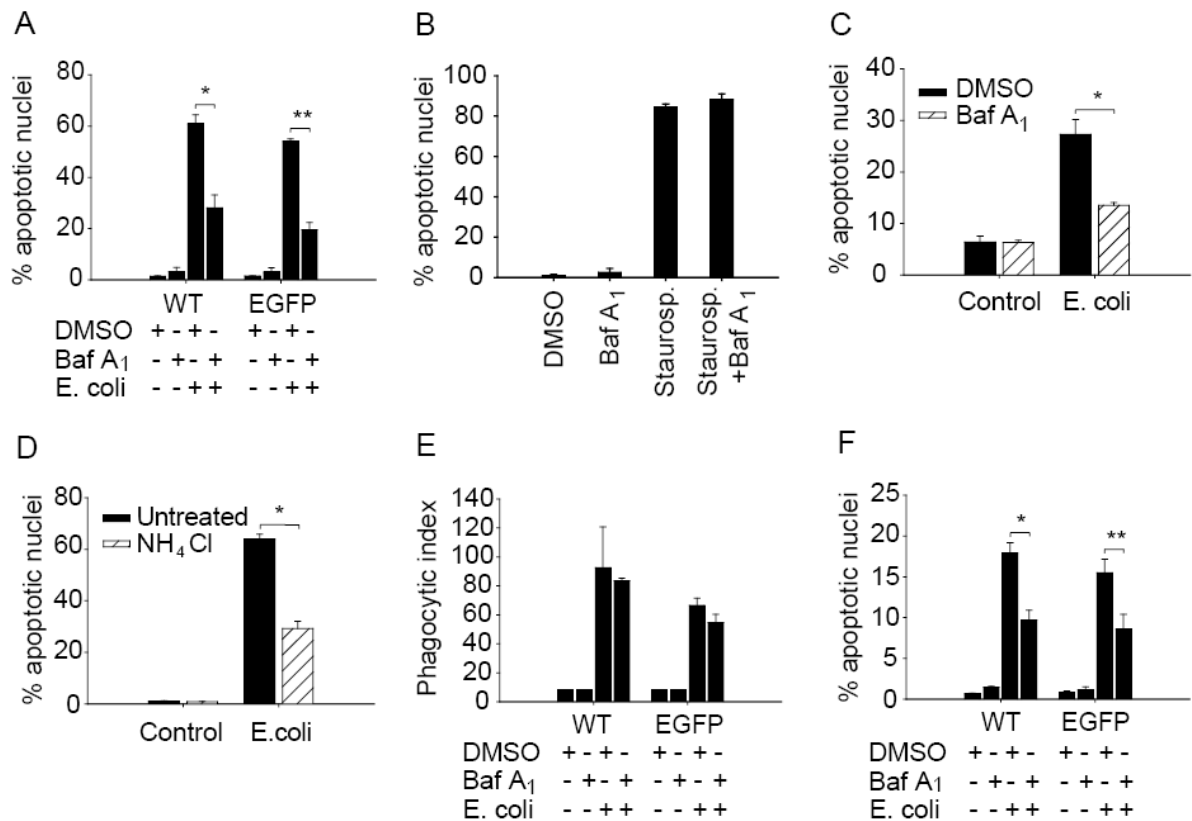 A
% apoptotic nuclei
80
60
40
20
0
*
**
WT EGFP
DMSO + - + - + - + -
Baf A1 - + - + - + - +
E. coli - - + + - - + +
B
% apoptotic nuclei
100
80
60
40
20
0
DMSO
Baf A1
Staurosp.
Staurosp.
+Baf A1
C
% apoptotic nuclei
40
30
20
10
0
DMSO
Baf A1
*
Control E. coli
D
% apoptotic nuclei
80
60
40
20
0
Untreated
NH4Cl
*
Control E.coli
E
Phagocytic index
140
120
100
80
60
40
20
0
WT EGFP
DMSO + - + - + - + -
Baf A1 - + - + - + - +
E. coli - - + + - - + +
F
% apoptotic nuclei
25
20
15
10
5
0
*
**
WT EGFP
DMSO + - + - + - + -
Baf A1 - + - + - + - +
E. coli - - + + - - + +